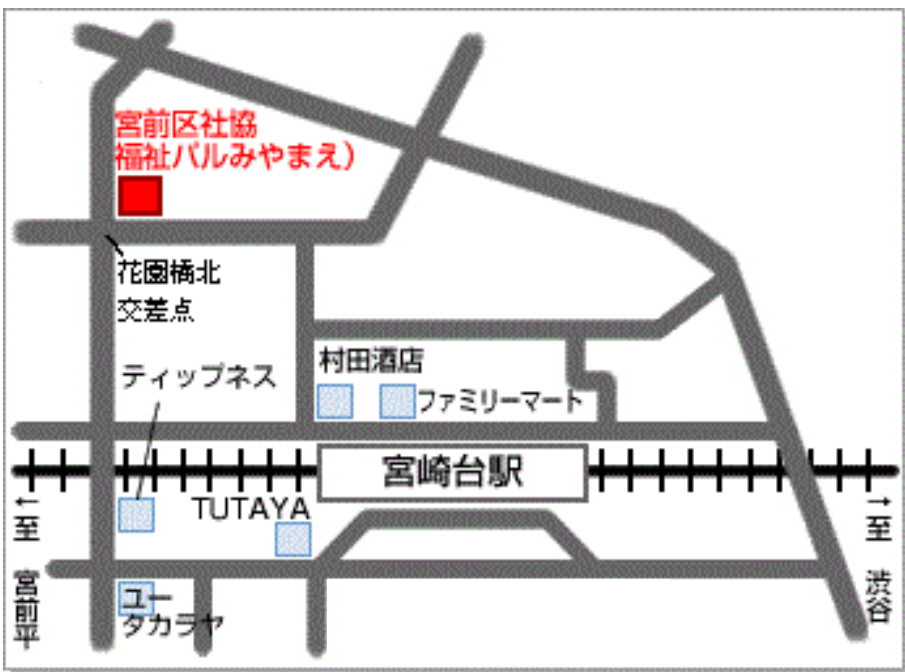 宮前区社協
福祉パルみやまえ）
花園橋北
交差点
ティップネス
村田酒店
ファミリーマート
宮崎台駅
TUTAYA
←至 宮前平
→至 渋谷
ユー
タカラヤ